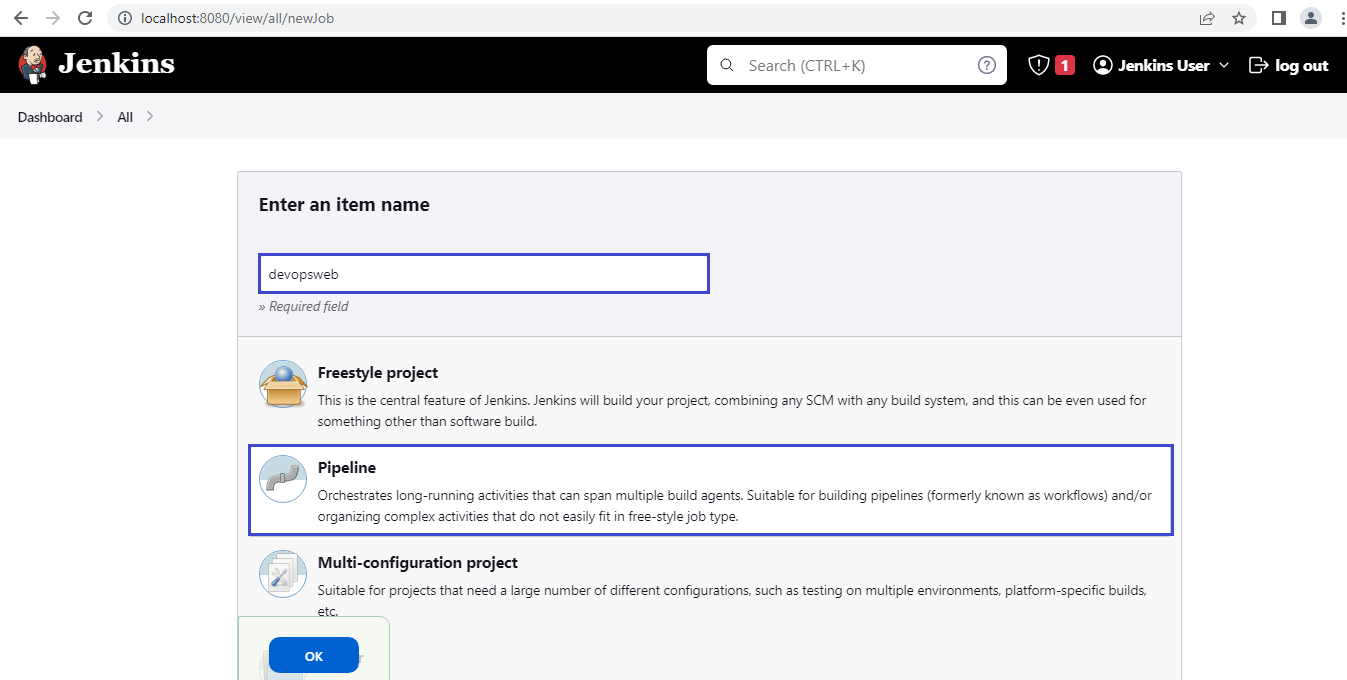 localhost:8080/view/all/newJob
Jenkins
Search (CTRL+K)
?
1
Jenkins User
log out
Dashboard
All
Enter an item name
devopsweb
» Required field
Freestyle project
This is the central feature of Jenkins. Jenkins will build your project, combining any SCM with any build system, and this can be even used for
something other than software build.
Pipeline
Orchestrates long-running activities that can span multiple build agents. Suitable for building pipelines (formerly known as workflows) and/or
organizing complex activities that do not easily fit in free-style job type.
Multi-configuration project
Suitable for projects that need a large number of different configurations, such as testing on multiple environments, platform-specific builds,
etc.
OK